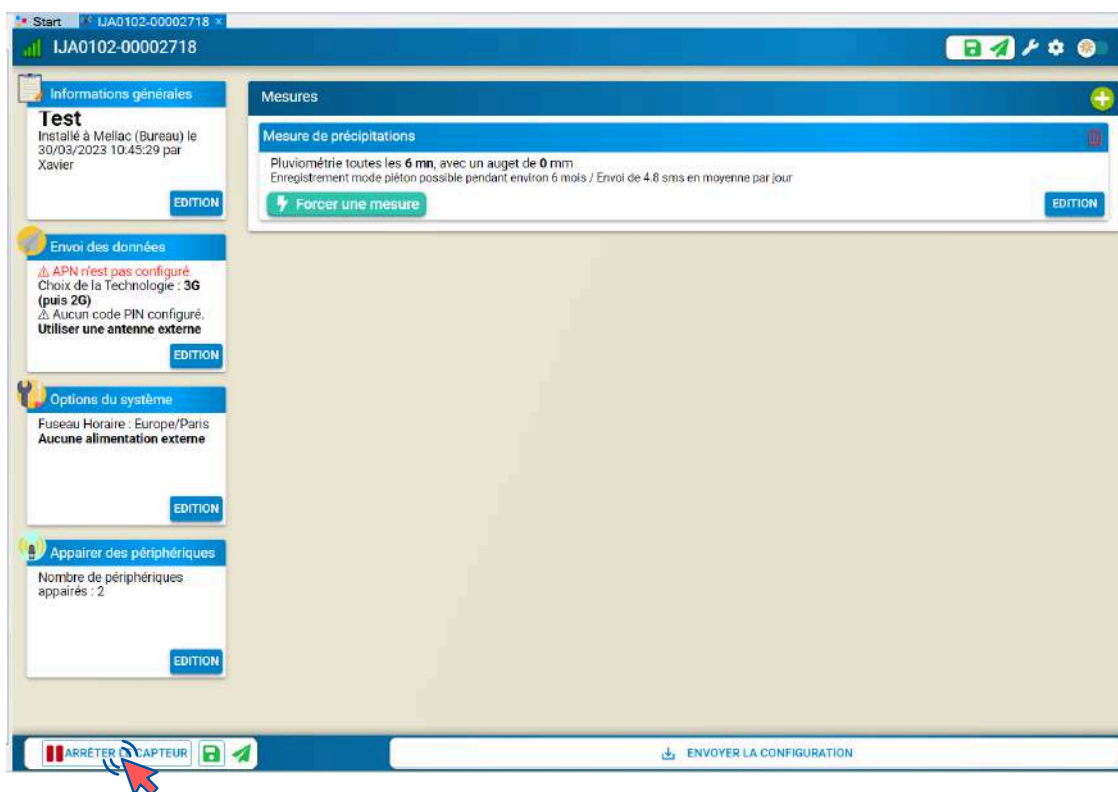 Start
IJA0102-00002718 ×
IJA0102-00002718
Informations générales
Test
Installé à Mellac (Bureau) le
30/03/2023 10:45:29 par
Xavier
EDITION
Envoi des données
⚠ APN n'est pas configuré.
Choix de la Technologie : 3G
(puis 2G)
⚠ Aucun code PIN configuré.
Utiliser une antenne externe
EDITION
Options du système
Fuseau Horaire : Europe/Paris
Aucune alimentation externe
EDITION
Appairer des périphériques
Nombre de périphériques
appairés : 2
EDITION
Mesures
Mesure de précipitations
Pluviométrie toutes les 6 mn, avec un auget de 0 mm
Enregistrement mode piéton possible pendant environ 6 mois / Envoi de 4.8 sms en moyenne par jour
Forcer une mesure
EDITION
ARRÊTER LE CAPTEUR
ENVOYER LA CONFIGURATION